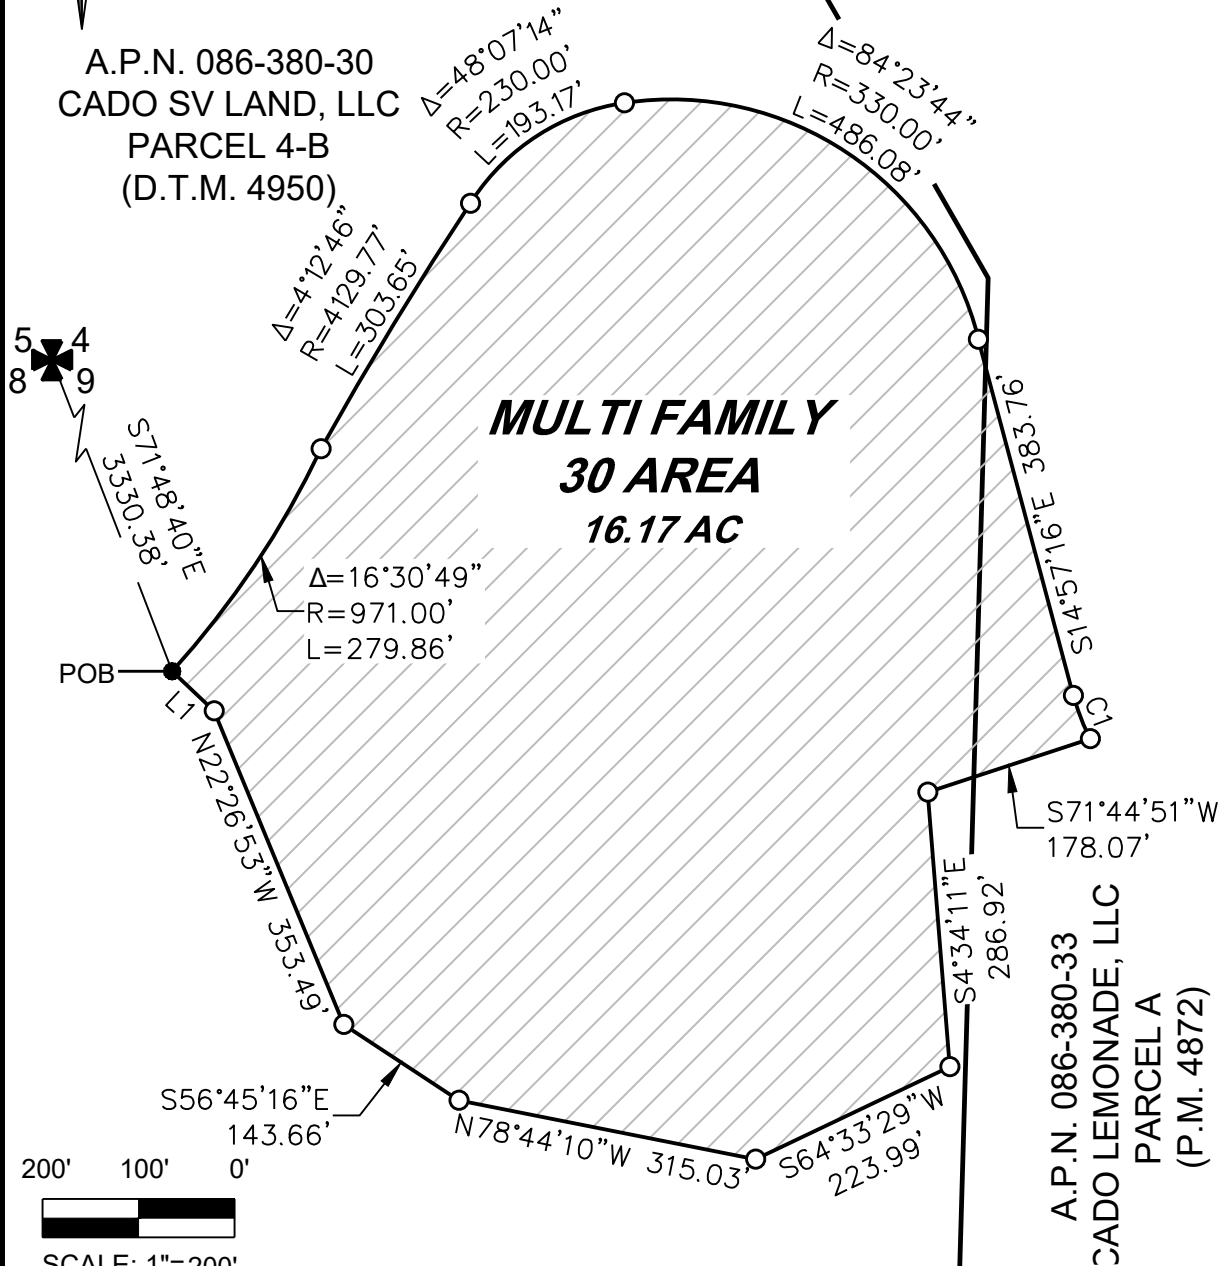 A.P.N. 086-380-30
CADO SV LAND, LLC
PARCEL 4-B
(D.T.M. 4950)
Δ=48°07'14"
R=230.00'
L=193.17'
Δ=84°23'44"
R=330.00'
L=486.08'
Δ=4°12'46"
R=4129.77'
L=303.65'
5 4
8 9
S71°48'40"E
3330.38'
MULTI FAMILY
30 AREA
16.17 AC
S14°57'16"E 383.76'
Δ=16°30'49"
R=971.00'
L=279.86'
POB
L1
C1
N22°26'53"W 353.49'
S71°44'51"W
178.07'
S4°34'11"E
286.92'
A.P.N. 086-380-33
CADO LEMONADE, LLC
PARCEL A
(P.M. 4872)
S56°45'16"E
143.66'
N78°44'10"W 315.03'
S64°33'29"W
223.99'
200' 100' 0'
SCALE: 1"=200'